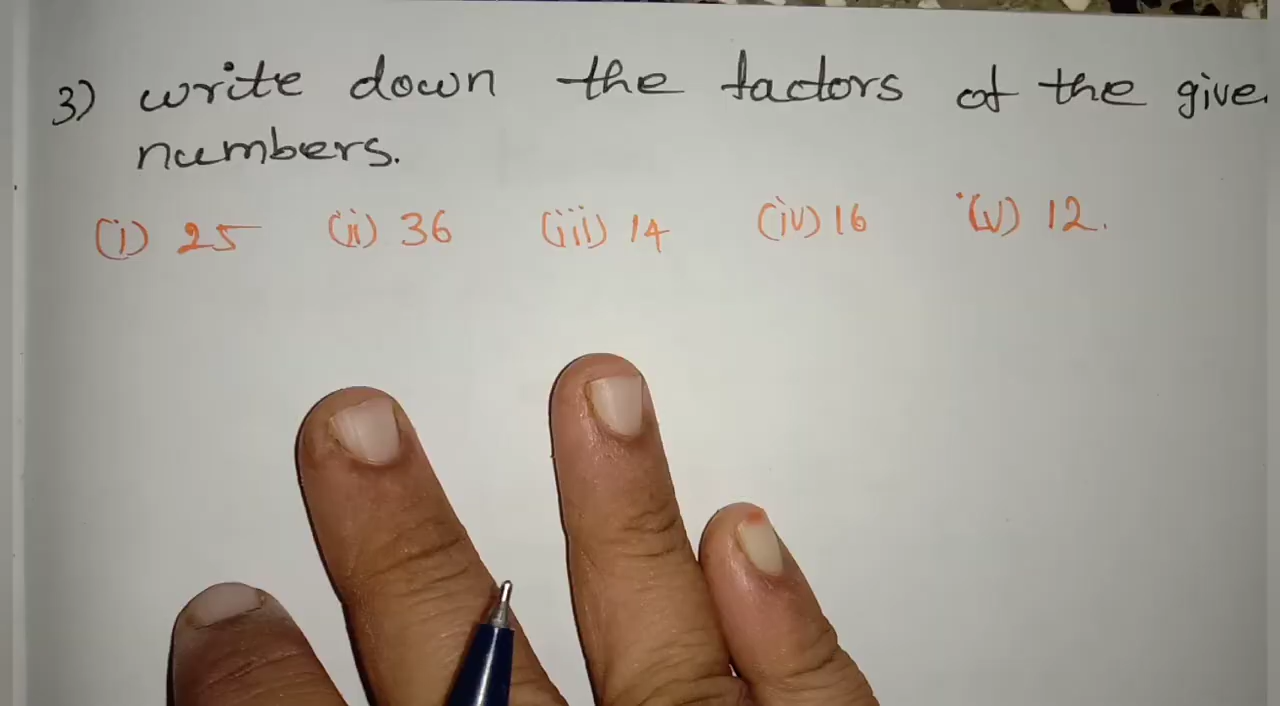 3) write down the factors of the give
numbers.
(i) 25 (ii) 36 (iii) 14 (iv) 16 (v) 12.